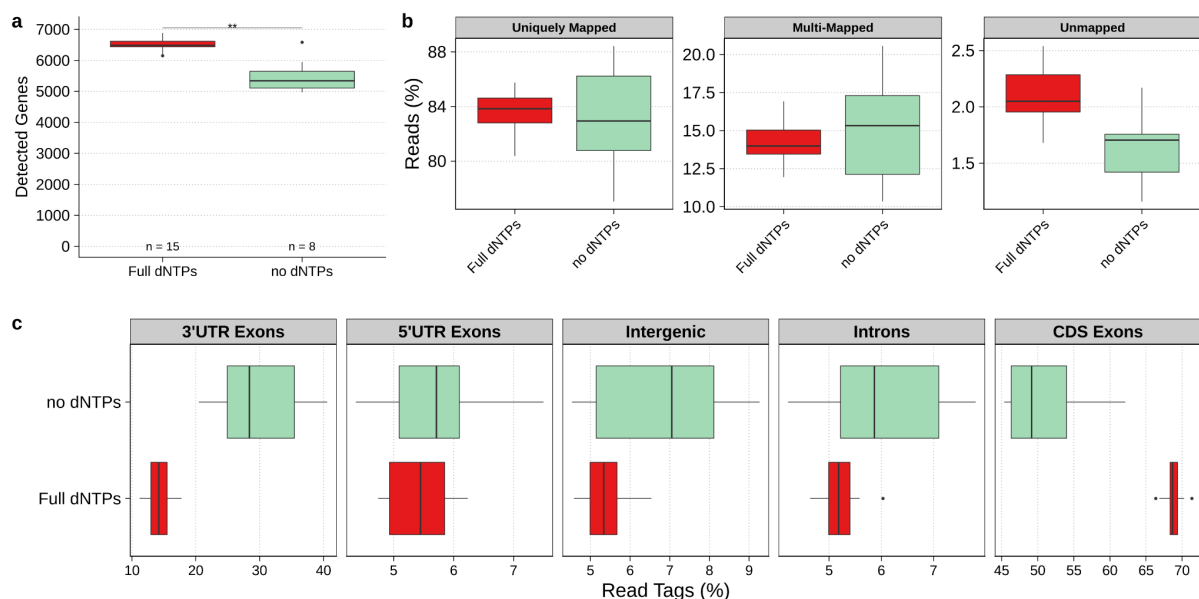 a
Detected Genes
7000
6000
5000
4000
3000
2000
1000
0
**
n = 15
n = 8
Full dNTPs
no dNTPs
b
Reads (%)
Uniquely Mapped
88
84
80
Full dNTPs
no dNTPs
Multi-Mapped
20.0
17.5
15.0
12.5
10.0
Full dNTPs
no dNTPs
Unmapped
2.5
2.0
1.5
Full dNTPs
no dNTPs
c
3'UTR Exons
5'UTR Exons
Intergenic
Introns
CDS Exons
no dNTPs
Full dNTPs
10 20 30 40
5 6 7
5 6 7 8 9
5 6 7
45 50 55 60 65 70
Read Tags (%)